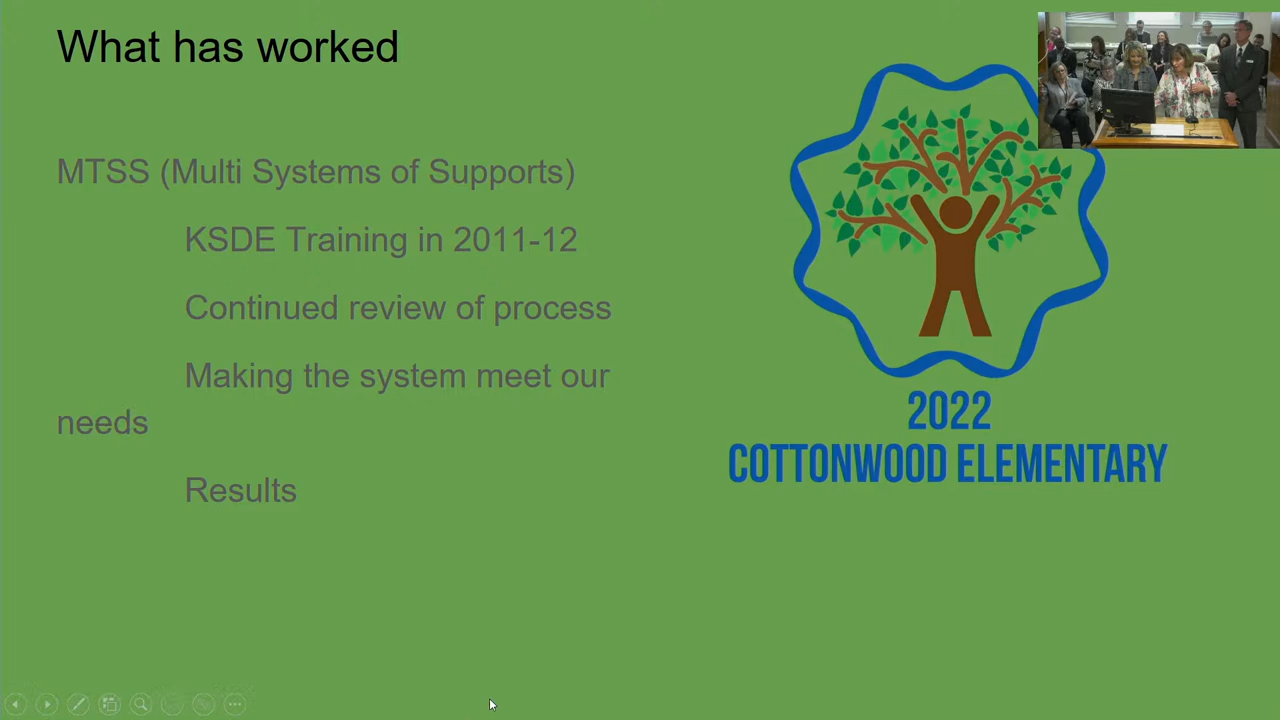 What has worked
MTSS (Multi Systems of Supports)
KSDE Training in 2011-12
Continued review of process
Making the system meet our
needs
Results
2022
COTTONWOOD ELEMENTARY